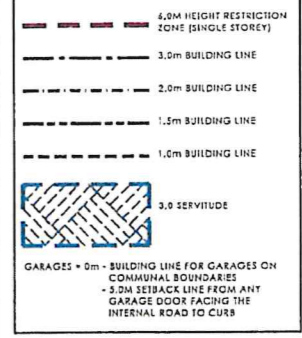 6.0M HEIGHT RESTRICTION
ZONE (SINGLE STOREY)
3.0m BUILDING LINE
2.0m BUILDING LINE
1.5m BUILDING LINE
1.0m BUILDING LINE
3.0 SERVITUDE
GARAGES = 0m - BUILDING LINE FOR GARAGES ON
COMMUNAL BOUNDARIES
- 5.0M SETBACK LINE FROM ANY
GARAGE DOOR FACING THE
INTERNAL ROAD TO CURB